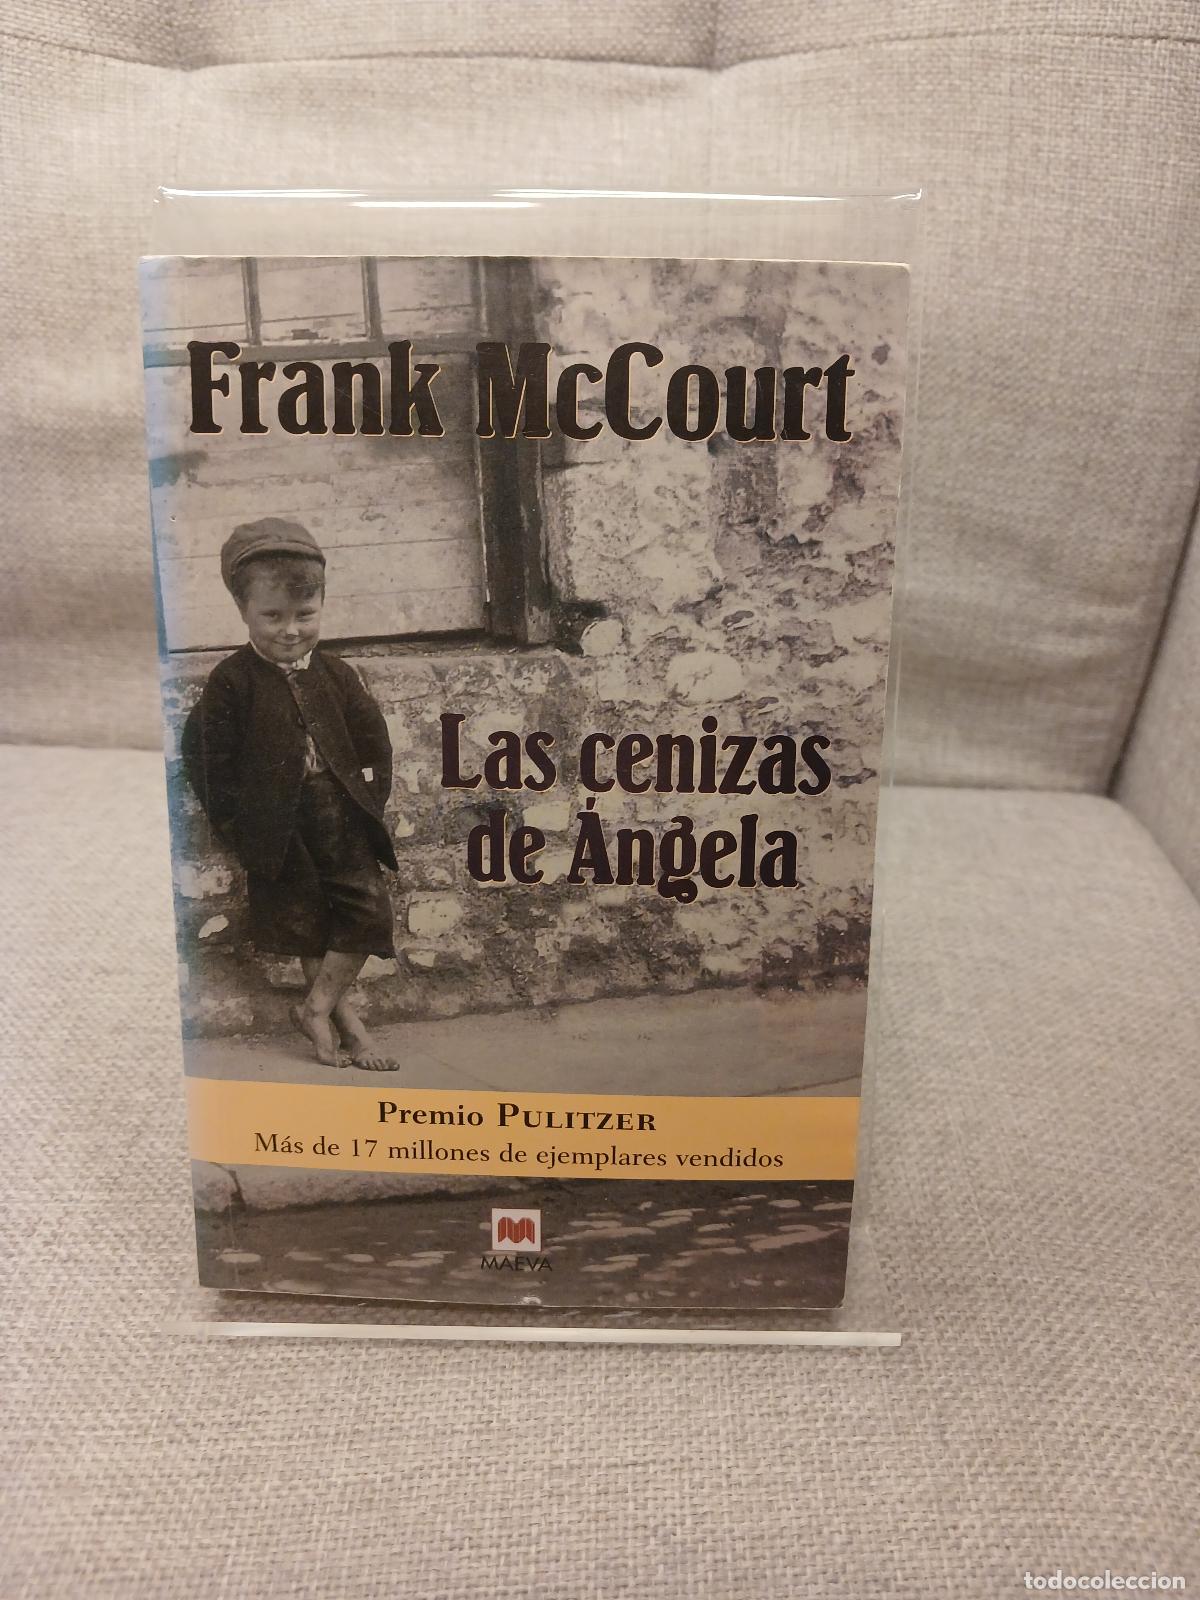 Frank McCourt
Las cenizas
de Ángela
Premio PULITZER
Más de 17 millones de ejemplares vendidos
MAEVA
todocoleccion